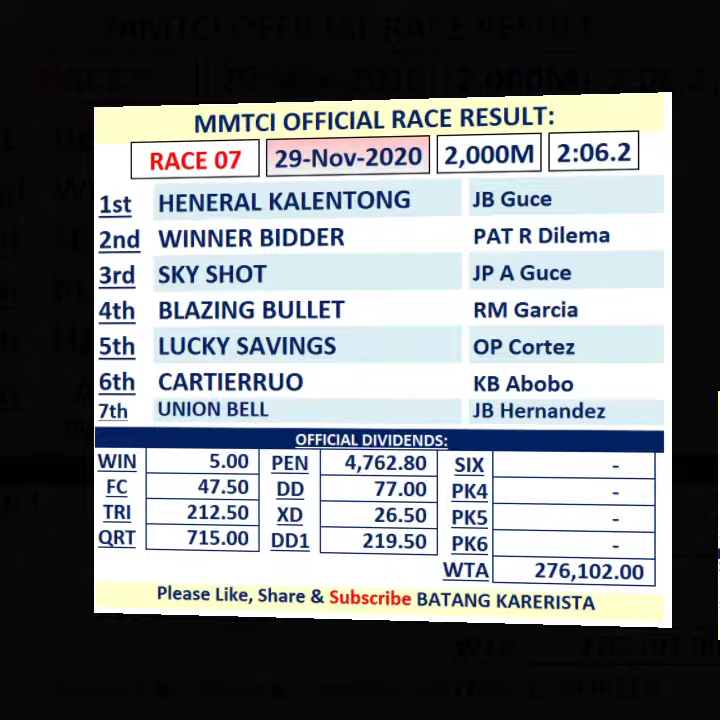 MMTCI OFFICIAL RACE RESULT:
RACE 07 29-Nov-2020 2,000M 2:06.2
1st HENERAL KALENTONG JB Guce
2nd WINNER BIDDER PAT R Dilema
3rd SKY SHOT JP A Guce
4th BLAZING BULLET RM Garcia
5th LUCKY SAVINGS OP Cortez
6th CARTIERRUO KB Abobo
7th UNION BELL JB Hernandez
OFFICIAL DIVIDENDS:
WIN 5.00 PEN 4,762.80 SIX -
FC 47.50 DD 77.00 PK4 -
TRI 212.50 XD 26.50 PK5 -
QRT 715.00 DD1 219.50 PK6 -
WTA 276,102.00
Please Like, Share & Subscribe BATANG KARERISTA